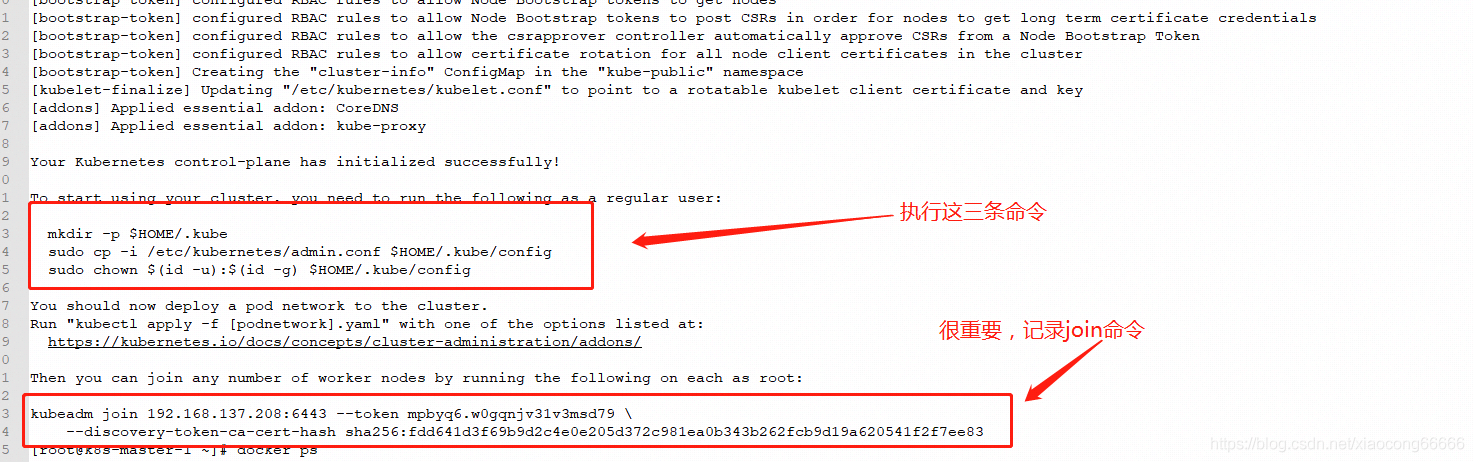 [bootstrap-token] configured RBAC rules to allow Node Bootstrap tokens to get nodes
[bootstrap-token] configured RBAC rules to allow Node Bootstrap tokens to post CSRs in order for nodes to get long term certificate credentials
2 [bootstrap-token] configured RBAC rules to allow the csrapprover controller automatically approve CSRs from a Node Bootstrap Token
3 [bootstrap-token] configured RBAC rules to allow certificate rotation for all node client certificates in the cluster
4 [bootstrap-token] Creating the "cluster-info" ConfigMap in the "kube-public" namespace
5 [kubelet-finalize] Updating "/etc/kubernetes/kubelet.conf" to point to a rotatable kubelet client certificate and key
6 [addons] Applied essential addon: CoreDNS
7 [addons] Applied essential addon: kube-proxy
8
9 Your Kubernetes control-plane has initialized successfully!
0
1 To start using your cluster, you need to run the following as a regular user:
2
执行这三条命令
3 mkdir -p $HOME/.kube
4 sudo cp -i /etc/kubernetes/admin.conf $HOME/.kube/config
5 sudo chown $(id -u):$(id -g) $HOME/.kube/config
6
7 You should now deploy a pod network to the cluster.
8 Run "kubectl apply -f [podnetwork].yaml" with one of the options listed at:
很重要，记录join命令
9 https://kubernetes.io/docs/concepts/cluster-administration/addons/
0
1 Then you can join any number of worker nodes by running the following on each as root:
2
3 kubeadm join 192.168.137.208:6443 --token mpbyq6.w0gqnjv31v3msd79 \
4 --discovery-token-ca-cert-hash sha256:fdd641d3f69b9d2c4e0e205d372c981ea0b343b262fcb9d19a620541f2f7ee83
5 [root@k8s-master-1 ~]# docker ps
https://blog.csdn.net/xiaocong66666